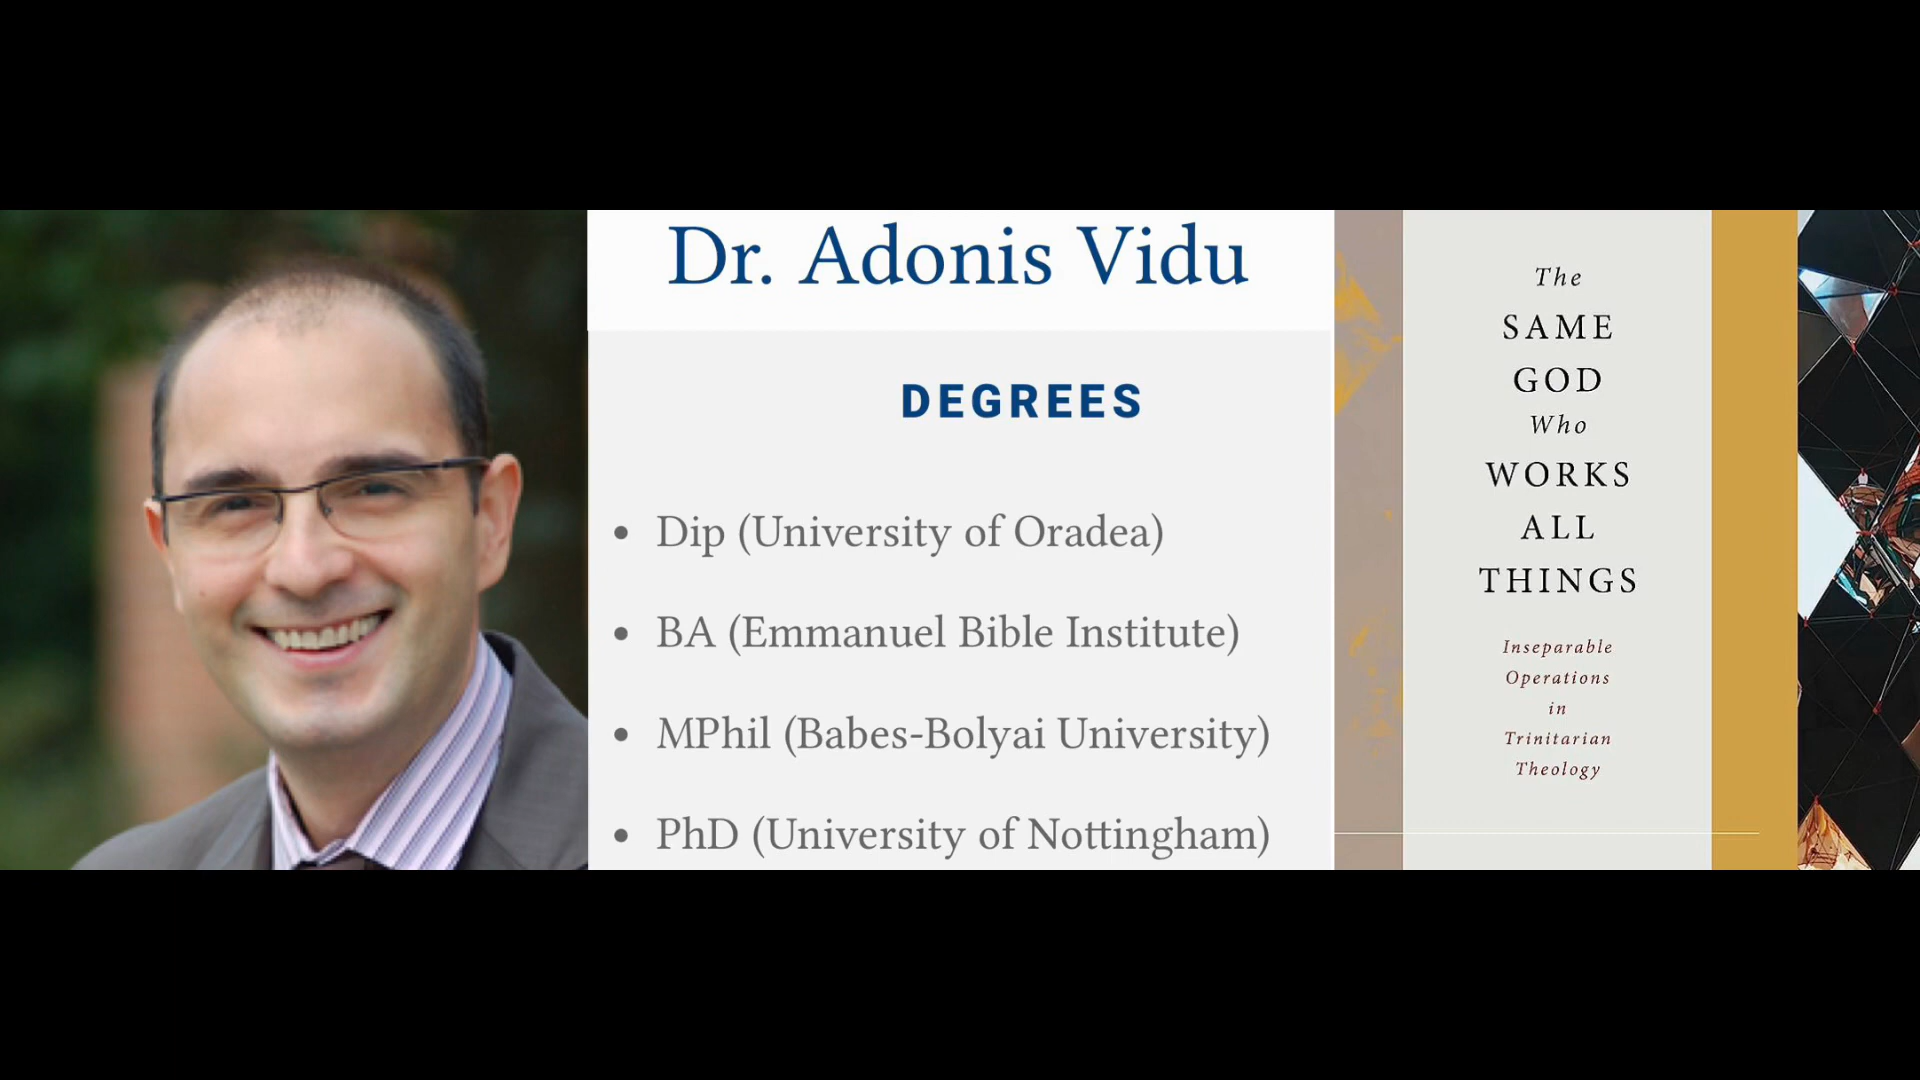 Dr. Adonis Vidu
DEGREES
• Dip (University of Oradea)
• BA (Emmanuel Bible Institute)
• MPhil (Babes-Bolyai University)
• PhD (University of Nottingham)
The
SAME
GOD
Who
WORKS
ALL
THINGS
Inseparable
Operations
in
Trinitarian
Theology